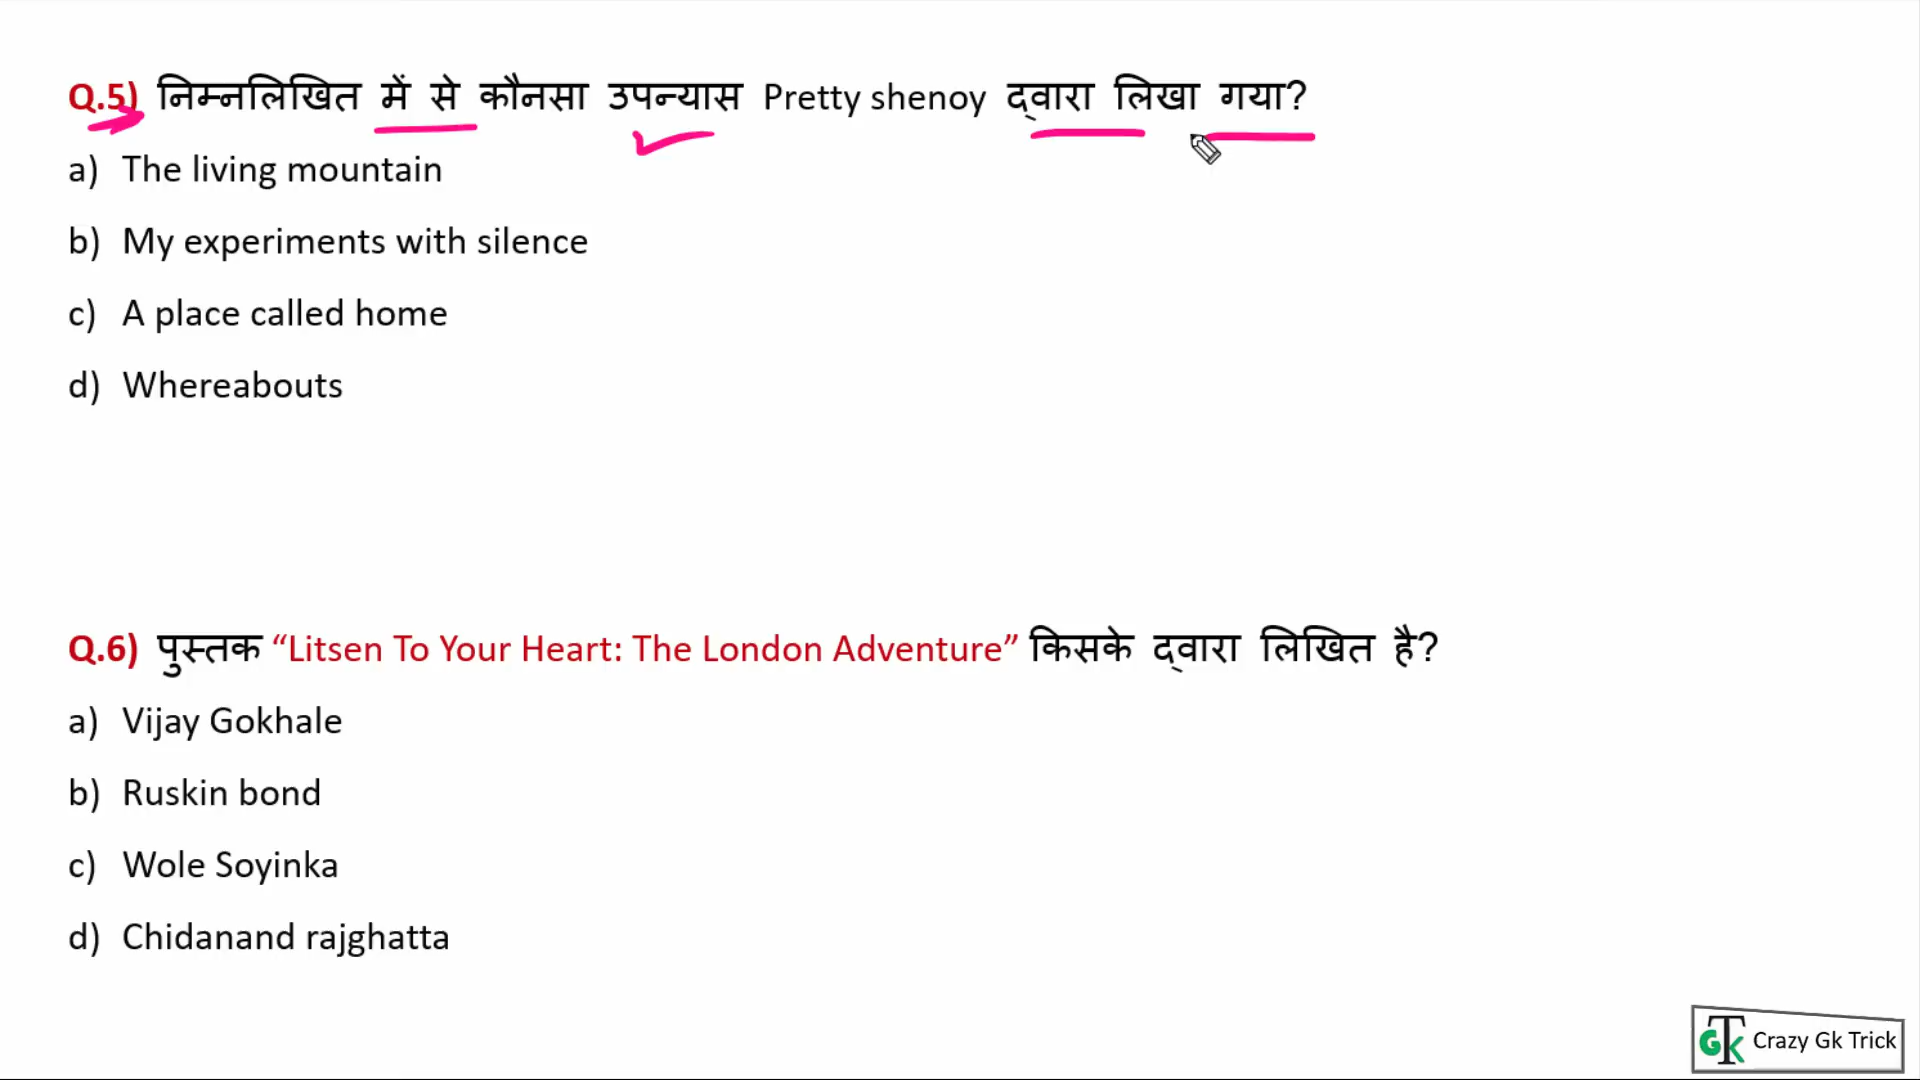 Q.5) निम्नलिखित में से कौनसा उपन्यास Pretty shenoy द्वारा लिखा गया?
a) The living mountain
b) My experiments with silence
c) A place called home
d) Whereabouts
Q.6) पुस्तक “Litsen To Your Heart: The London Adventure” किसके द्वारा लिखित है?
a) Vijay Gokhale
b) Ruskin bond
c) Wole Soyinka
d) Chidanand rajghatta
GTK Crazy Gk Trick